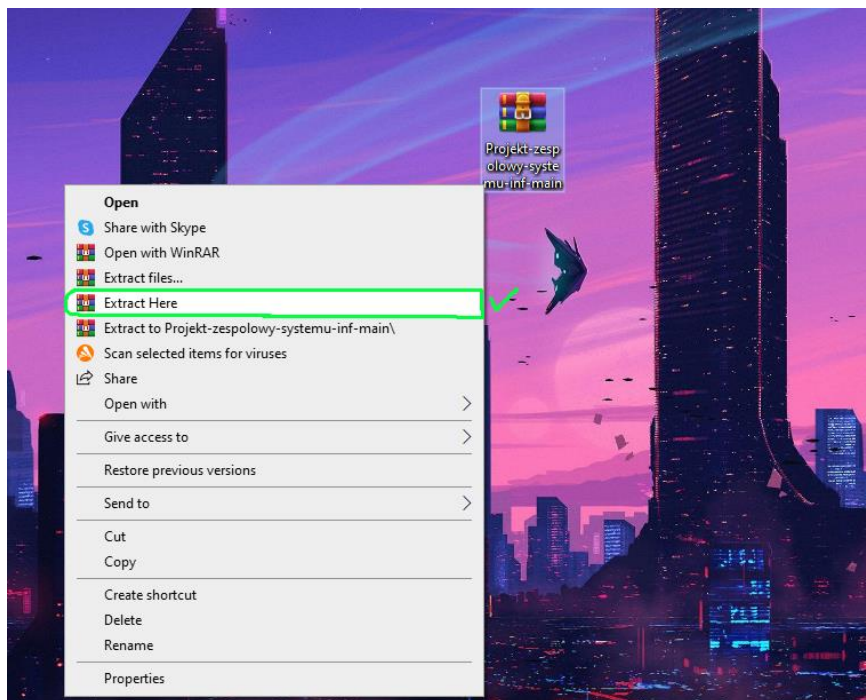 Projekt-zesp
olowy-syste
mu-inf-main
Open
Share with Skype
Open with WinRAR
Extract files...
Extract Here
Extract to Projekt-zespolowy-systemu-inf-main\
Scan selected items for viruses
Share
Open with
Give access to
Restore previous versions
Send to
Cut
Copy
Create shortcut
Delete
Rename
Properties